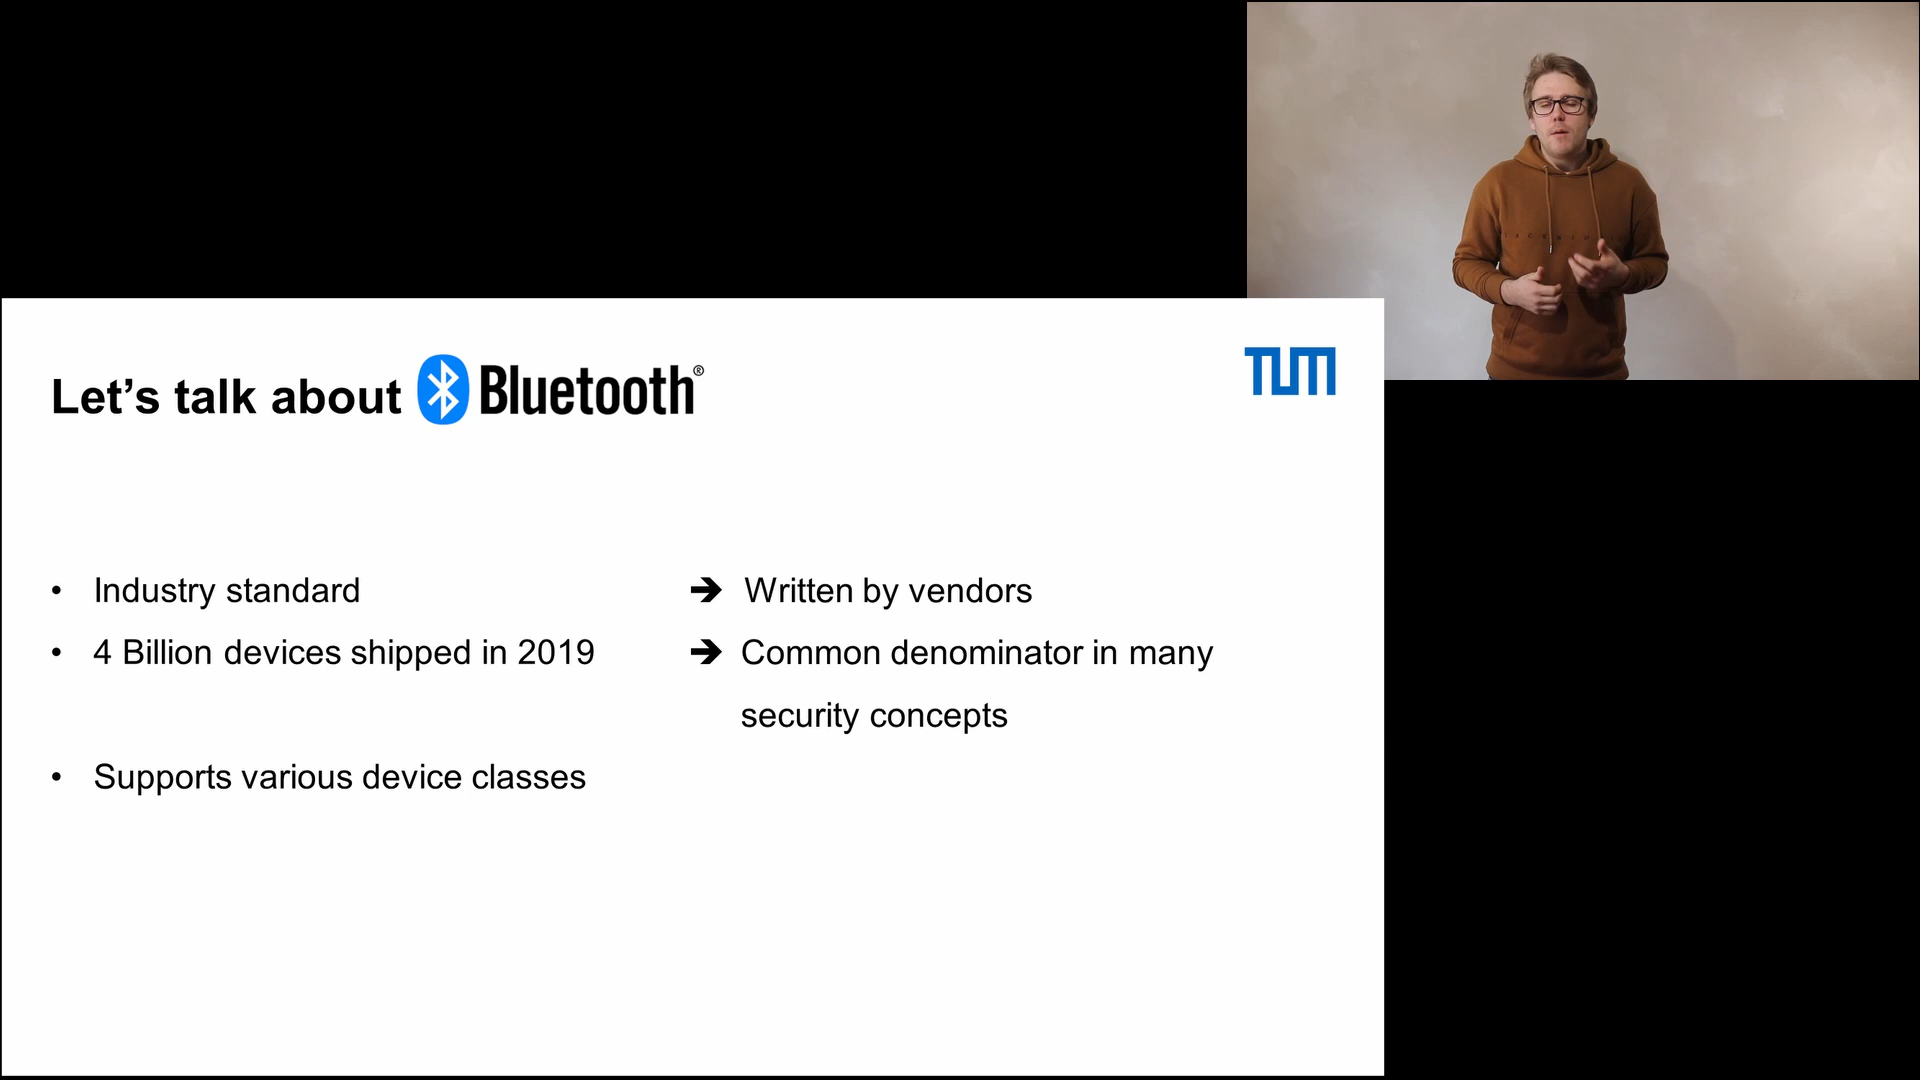 Let’s talk about Bluetooth®
TUM
• Industry standard ➔ Written by vendors
• 4 Billion devices shipped in 2019 ➔ Common denominator in many
security concepts
• Supports various device classes